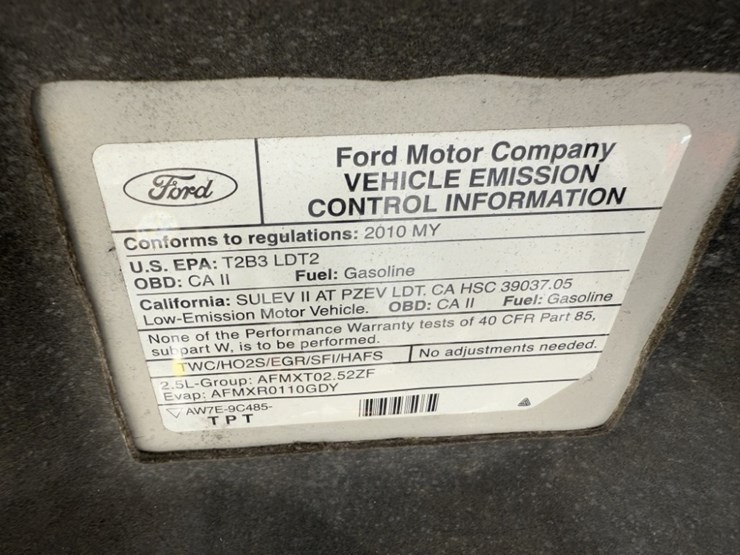 Ford
Ford Motor Company
VEHICLE EMISSION
CONTROL INFORMATION
Conforms to regulations: 2010 MY
U.S. EPA: T2B3 LDT2
OBD: CA II Fuel: Gasoline
California: SULEV II AT PZEV LDT, CA HSC 39037.05
Low-Emission Motor Vehicle. OBD: CA II Fuel: Gasoline
None of the Performance Warranty tests of 40 CFR Part 85,
subpart W, is to be performed.
TWC/HO2S/EGR/SFI/HAFS No adjustments needed.
2.5L-Group: AFMXT02.52ZF
Evap: AFMXR0110GDY
AW7E-9C485-
TPT